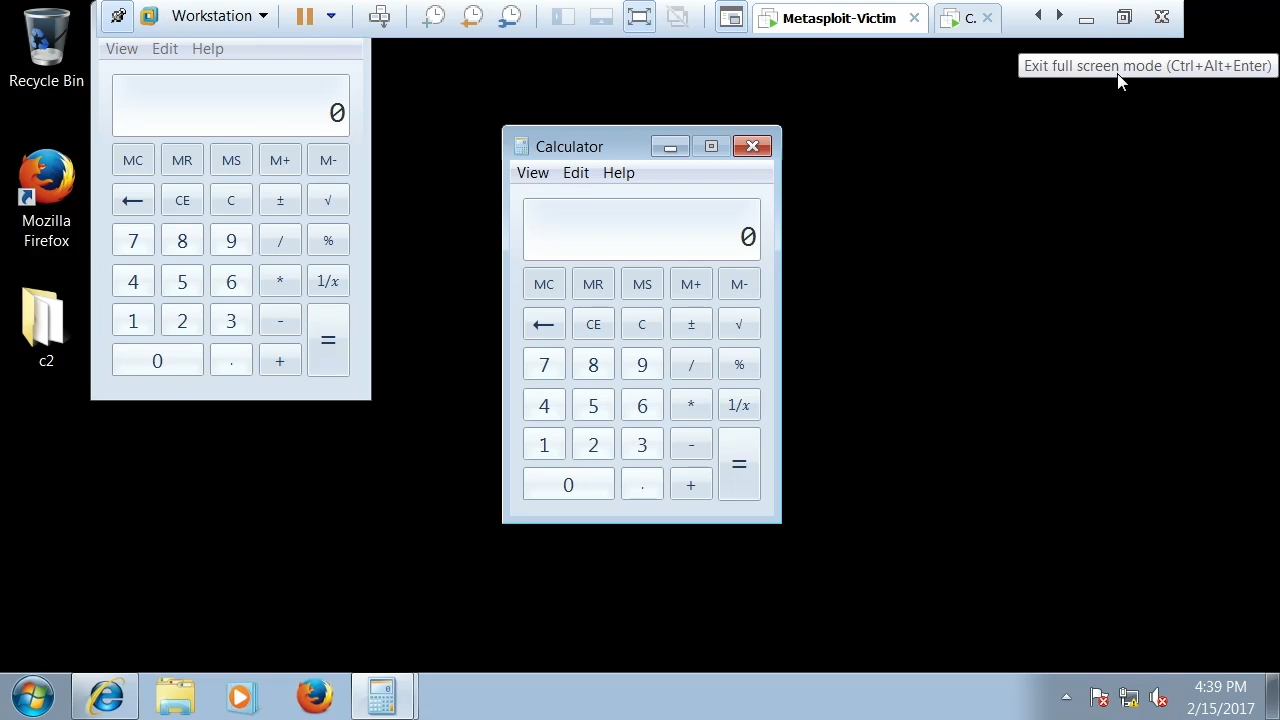 Workstation
Metasploit-Victim
C.
Exit full screen mode (Ctrl+Alt+Enter)
Recycle Bin
Mozilla
Firefox
c2
View Edit Help
0
MC MR MS M+ M-
← CE C ± √
7 8 9 / %
4 5 6 * 1/x
1 2 3 - =
0 . +
Calculator
View Edit Help
0
MC MR MS M+ M-
← CE C ± √
7 8 9 / %
4 5 6 * 1/x
1 2 3 - =
0 . +
4:39 PM
2/15/2017